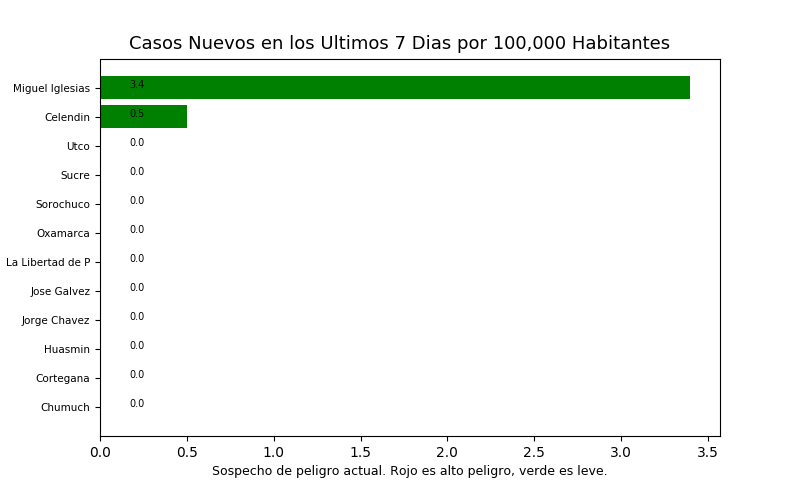 Casos Nuevos en los Ultimos 7 Dias por 100,000 Habitantes
Miguel Iglesias 3.4
Celendin 0.5
Utco 0.0
Sucre 0.0
Sorochuco 0.0
Oxamarca 0.0
La Libertad de P 0.0
Jose Galvez 0.0
Jorge Chavez 0.0
Huasmin 0.0
Cortegana 0.0
Chumuch 0.0
0.0 0.5 1.0 1.5 2.0 2.5 3.0 3.5
Sospecho de peligro actual. Rojo es alto peligro, verde es leve.